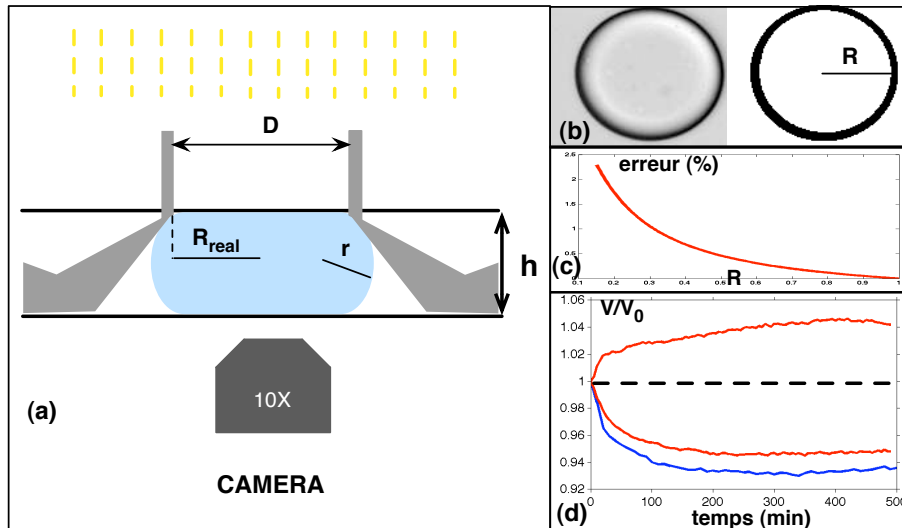 D
R_real
r
h
10X
(a)
CAMERA
R
(b)
2.5
erreur (%)
2
1.5
1
0.5
0
0.1 0.2 0.3 0.4 0.5 0.6 0.7 0.8 0.9 1
R
(c)
1.06
V/V_0
1.04
1.02
1
0.98
0.96
0.94
0.92
0 100 200 300 400 500
temps (min)
(d)